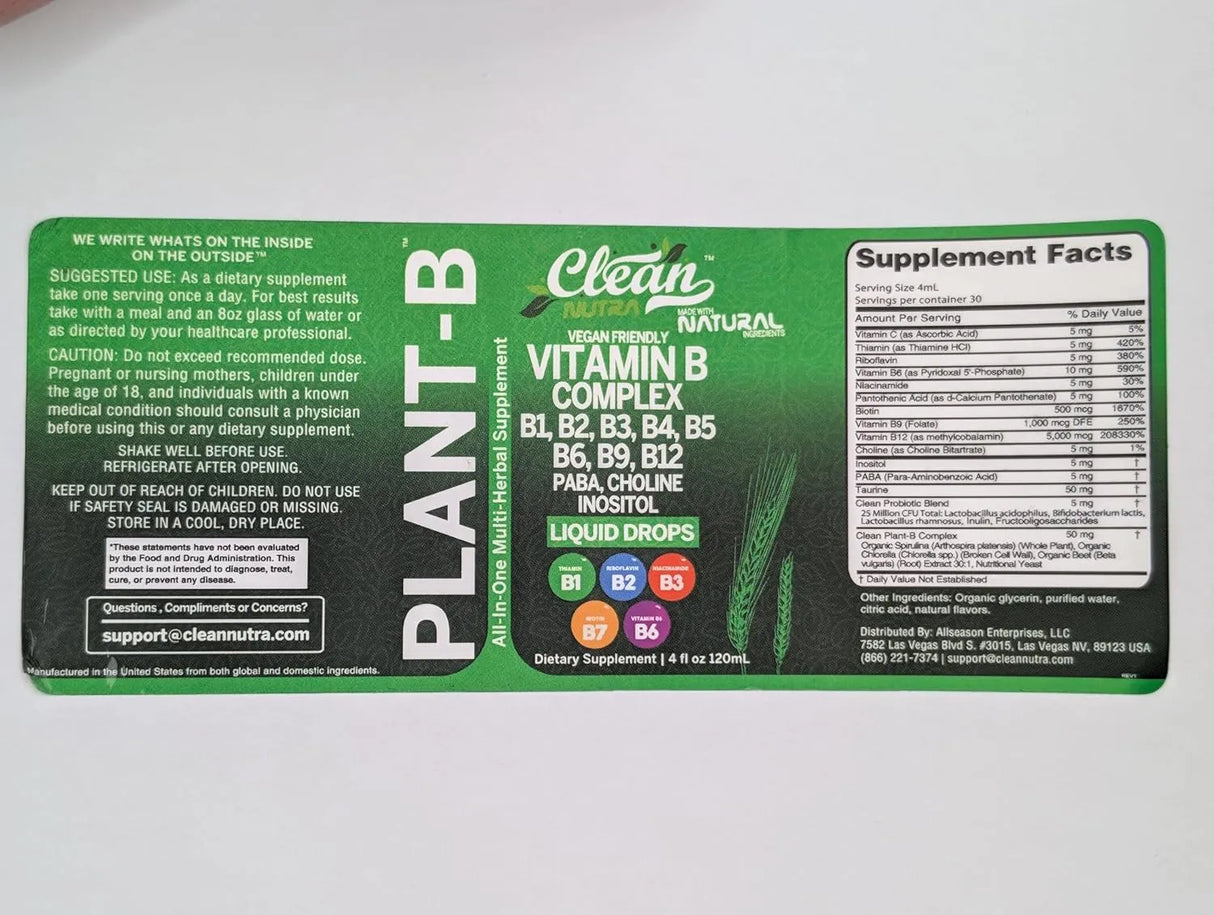 WE WRITE WHATS ON THE INSIDE
ON THE OUTSIDE™
SUGGESTED USE: As a dietary supplement
take one serving once a day. For best results
take with a meal and an 8oz glass of water or
as directed by your healthcare professional.
CAUTION: Do not exceed recommended dose.
Pregnant or nursing mothers, children under
the age of 18, and individuals with a known
medical condition should consult a physician
before using this or any dietary supplement.
SHAKE WELL BEFORE USE.
REFRIGERATE AFTER OPENING.
KEEP OUT OF REACH OF CHILDREN. DO NOT USE
IF SAFETY SEAL IS DAMAGED OR MISSING.
STORE IN A COOL, DRY PLACE.
*These statements have not been evaluated
by the Food and Drug Administration. This
product is not intended to diagnose, treat,
cure, or prevent any disease.
Questions , Compliments or Concerns?
support@cleannutra.com
Manufactured in the United States from both global and domestic ingredients.
PLANT-B™
All-In-One Multi-Herbal Supplement
Clean™
NUTRA
MADE WITH
NATURAL
INGREDIENTS
VEGAN FRIENDLY
VITAMIN B
COMPLEX
B1, B2, B3, B4, B5
B6, B9, B12
PABA, CHOLINE
INOSITOL
LIQUID DROPS
THIAMIN
B1
RIBOFLAVIN
B2
NIACINAMIDE
B3
BIOTIN
B7
VITAMIN B6
B6
Dietary Supplement | 4 fl oz 120mL
Supplement Facts
Serving Size 4mL
Servings per container 30
Amount Per Serving % Daily Value
Vitamin C (as Ascorbic Acid) 5 mg 5%
Thiamin (as Thiamine HCl) 5 mg 420%
Riboflavin 5 mg 380%
Vitamin B6 (as Pyridoxal 5'-Phosphate) 10 mg 590%
Niacinamide 5 mg 30%
Pantothenic Acid (as d-Calcium Pantothenate) 5 mg 100%
Biotin 500 mcg 1670%
Vitamin B9 (Folate) 1,000 mcg DFE 250%
Vitamin B12 (as methylcobalamin) 5,000 mcg 208330%
Choline (as Choline Bitartrate) 5 mg 1%
Inositol 5 mg †
PABA (Para-Aminobenzoic Acid) 5 mg †
Taurine 50 mg †
Clean Probiotic Blend 5 mg †
25 Million CFU Total: Lactobacillus acidophilus, Bifidobacterium lactis,
Lactobacillus rhamnosus, Inulin, Fructooligosaccharides
Clean Plant-B Complex 50 mg †
Organic Spirulina (Arthospira platensis) (Whole Plant), Organic
Chlorella (Chlorella spp.) (Broken Cell Wall), Organic Beet (Beta
vulgaris) (Root) Extract 30:1, Nutritional Yeast
† Daily Value Not Established
Other Ingredients: Organic glycerin, purified water,
citric acid, natural flavors.
Distributed By: Allseason Enterprises, LLC
7582 Las Vegas Blvd S. #3015, Las Vegas NV, 89123 USA
(866) 221-7374 | support@cleannutra.com